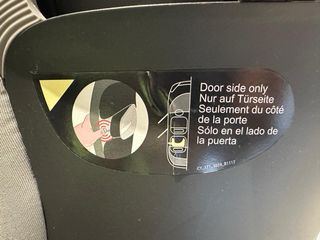 Door side only
Nur auf Türseite
Seulement du côté
de la porte
Sólo en el lado de
la puerta